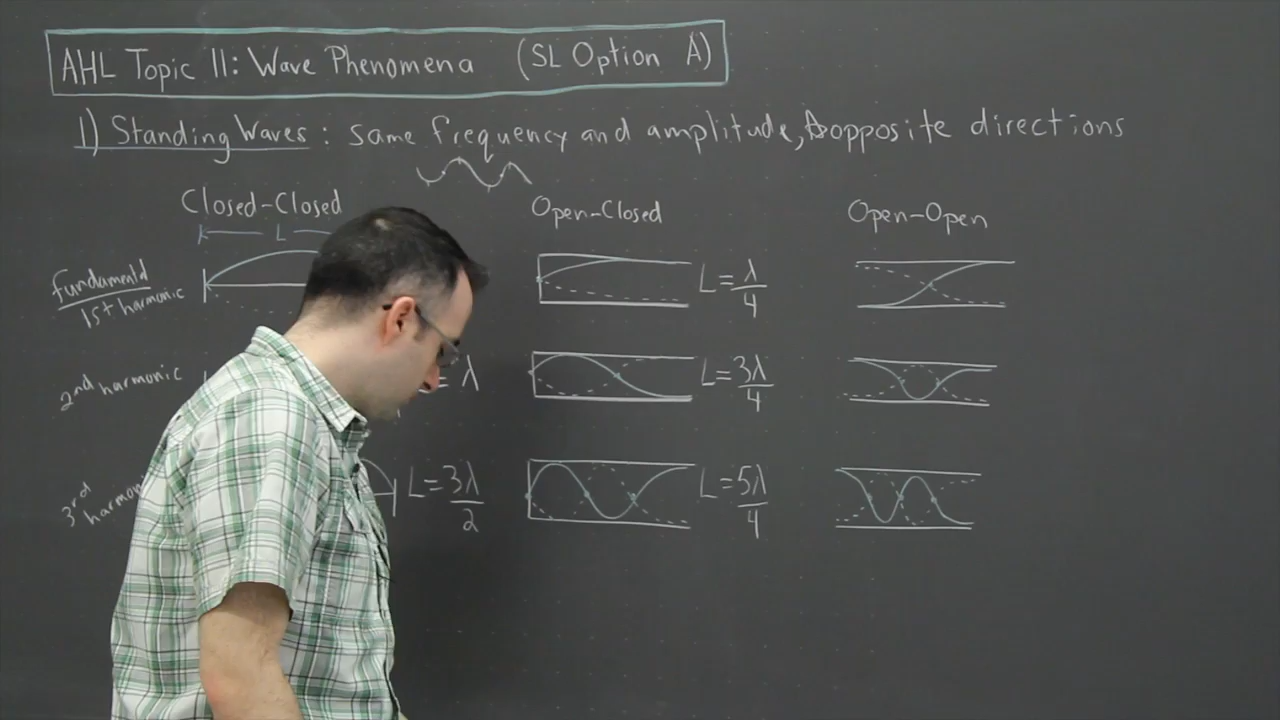 AHL Topic 11: Wave Phenomena (SL Option A)
1) Standing Waves: same frequency and amplitude, opposite directions
Closed-Closed Open-Closed Open-Open
L
fundamental
1st harmonic
L=λ/4
2nd harmonic
=λ
L=3λ/4
3rd harmoni
L=3λ/2
L=5λ/4